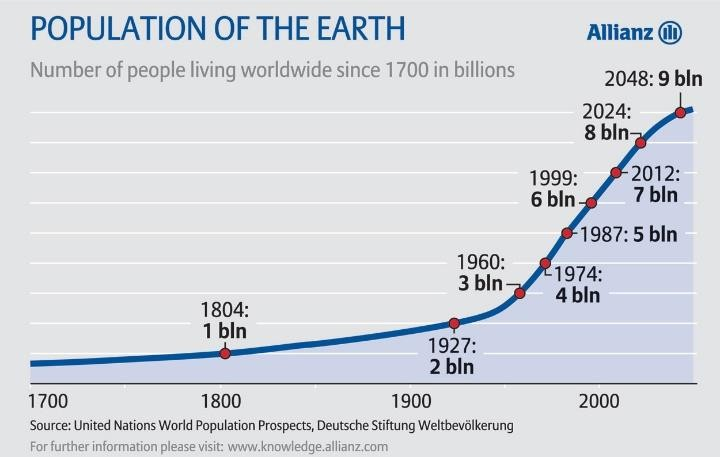 POPULATION OF THE EARTH
Allianz
Number of people living worldwide since 1700 in billions
2048: 9 bln
2024:
8 bln
2012:
7 bln
1999:
6 bln
1987: 5 bln
1974:
4 bln
1960:
3 bln
1927:
2 bln
1804:
1 bln
1700 1800 1900 2000
Source: United Nations World Population Prospects, Deutsche Stiftung Weltbevölkerung
For further information please visit: www.knowledge.allianz.com